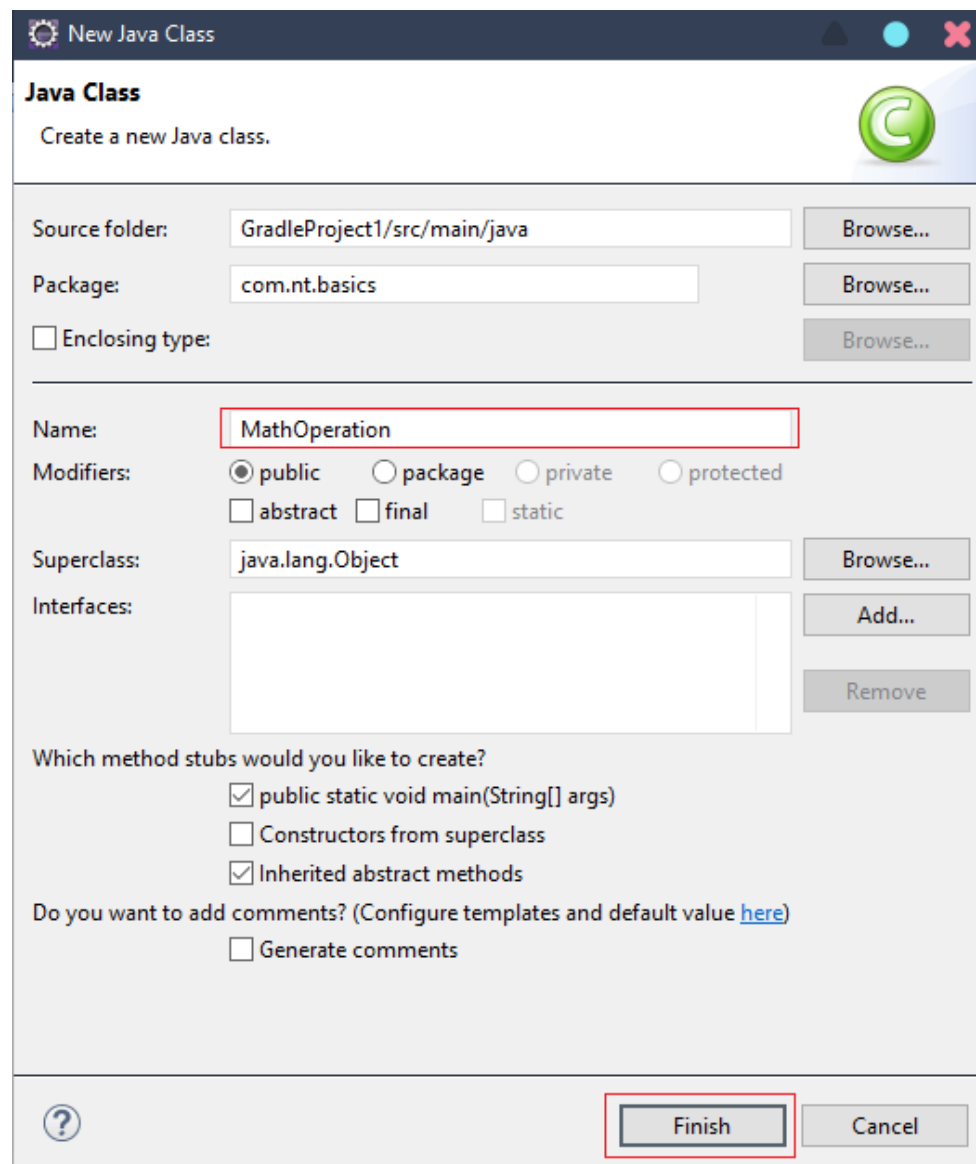 New Java Class
Java Class
Create a new Java class.
Source folder: GradleProject1/src/main/java Browse...
Package: com.nt.basics Browse...
Enclosing type: Browse...
Name: MathOperation
Modifiers: public package private protected
abstract final static
Superclass: java.lang.Object Browse...
Interfaces: Add...
Remove
Which method stubs would you like to create?
public static void main(String[] args)
Constructors from superclass
Inherited abstract methods
Do you want to add comments? (Configure templates and default value here)
Generate comments
? Finish Cancel